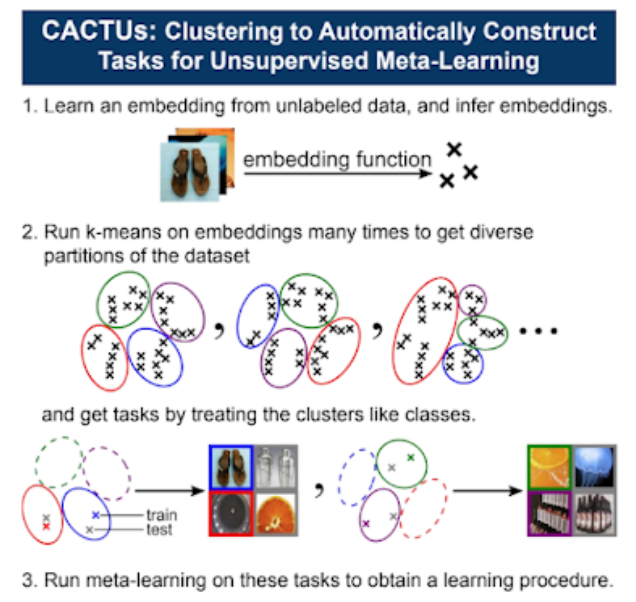 CACTUs: Clustering to Automatically Construct
Tasks for Unsupervised Meta-Learning
1. Learn an embedding from unlabeled data, and infer embeddings.
embedding function
2. Run k-means on embeddings many times to get diverse
partitions of the dataset
, , •••
and get tasks by treating the clusters like classes.
train
test
,
3. Run meta-learning on these tasks to obtain a learning procedure.